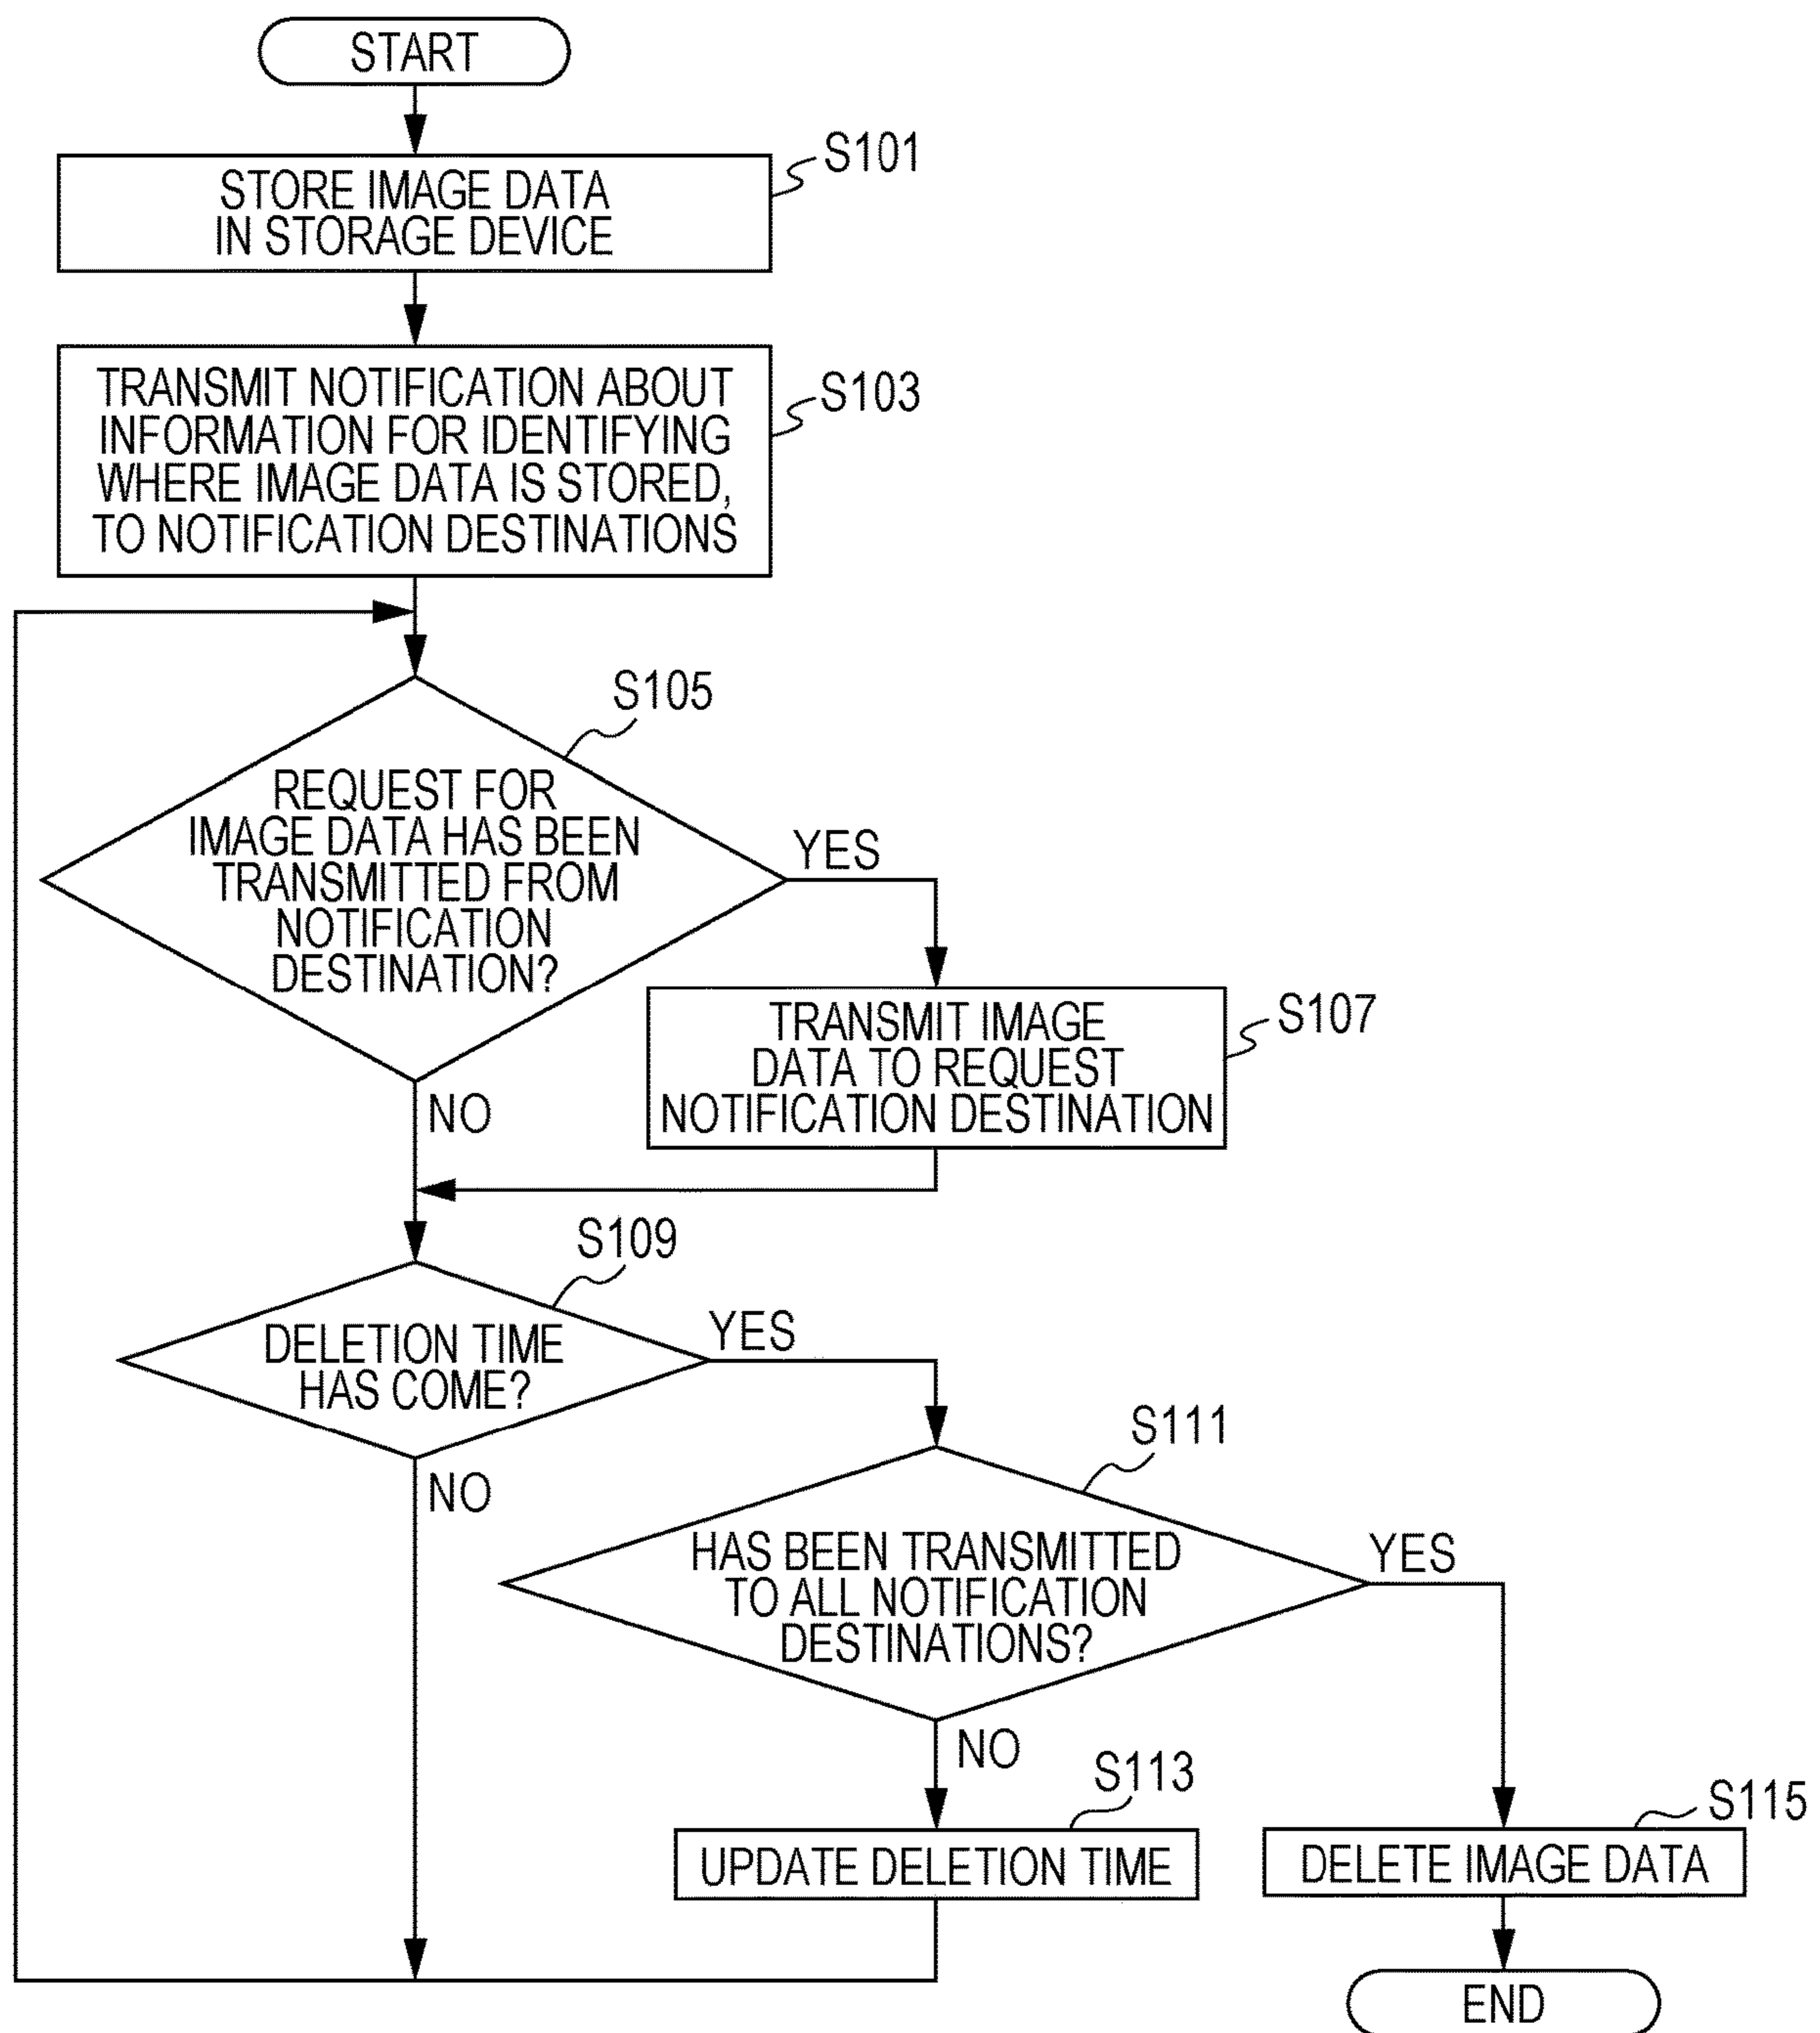 START
S101
STORE IMAGE DATA
IN STORAGE DEVICE
S103
TRANSMIT NOTIFICATION ABOUT
INFORMATION FOR IDENTIFYING
WHERE IMAGE DATA IS STORED,
TO NOTIFICATION DESTINATIONS
S105
REQUEST FOR
IMAGE DATA HAS BEEN
TRANSMITTED FROM
NOTIFICATION
DESTINATION?
YES
NO
S107
TRANSMIT IMAGE
DATA TO REQUEST
NOTIFICATION DESTINATION
S109
DELETION TIME
HAS COME?
YES
NO
S111
HAS BEEN TRANSMITTED
TO ALL NOTIFICATION
DESTINATIONS?
YES
NO
S113
UPDATE DELETION TIME
S115
DELETE IMAGE DATA
END